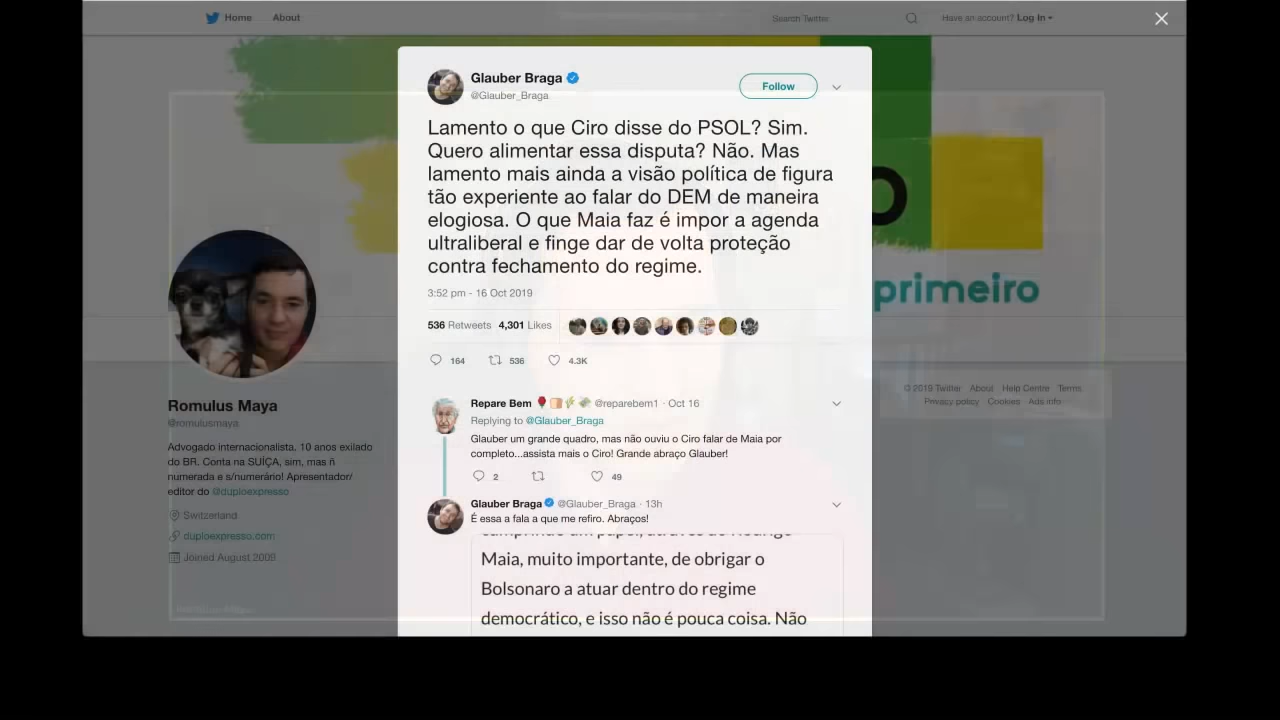 Home About
Search Twitter
Have an account? Log In
Glauber Braga
@Glauber_Braga
Follow
Lamento o que Ciro disse do PSOL? Sim.
Quero alimentar essa disputa? Não. Mas
lamento mais ainda a visão política de figura
tão experiente ao falar do DEM de maneira
elogiosa. O que Maia faz é impor a agenda
ultraliberal e finge dar de volta proteção
contra fechamento do regime.
3:52 pm - 16 Oct 2019
536 Retweets 4,301 Likes
164 536 4.3K
Repare Bem @reparebem1 · Oct 16
Replying to @Glauber_Braga
Glauber um grande quadro, mas não ouviu o Ciro falar de Maia por
completo...assista mais o Ciro! Grande abraço Glauber!
2 49
Glauber Braga @Glauber_Braga · 13h
É essa a fala a que me refiro. Abraços!
Maia, muito importante, de obrigar o
Bolsonaro a atuar dentro do regime
democrático, e isso não é pouca coisa. Não
Romulus Maya
@romulusmaya
Advogado internacionalista, 10 anos exilado
do BR. Conta na SUÍÇA, sim, mas ñ
numerada e s/numerário! Apresentador/
editor do @duploexpresso
Switzerland
duploexpresso.com
Joined August 2009
o
primeiro
© 2019 Twitter About Help Centre Terms
Privacy policy Cookies Ads info